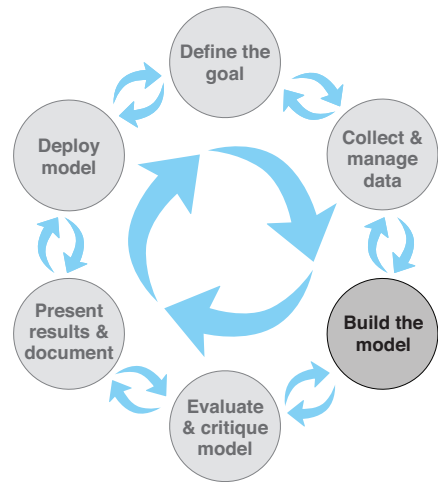 Define the
goal
Collect &
manage
data
Build the
model
Evaluate
& critique
model
Present
results &
document
Deploy
model